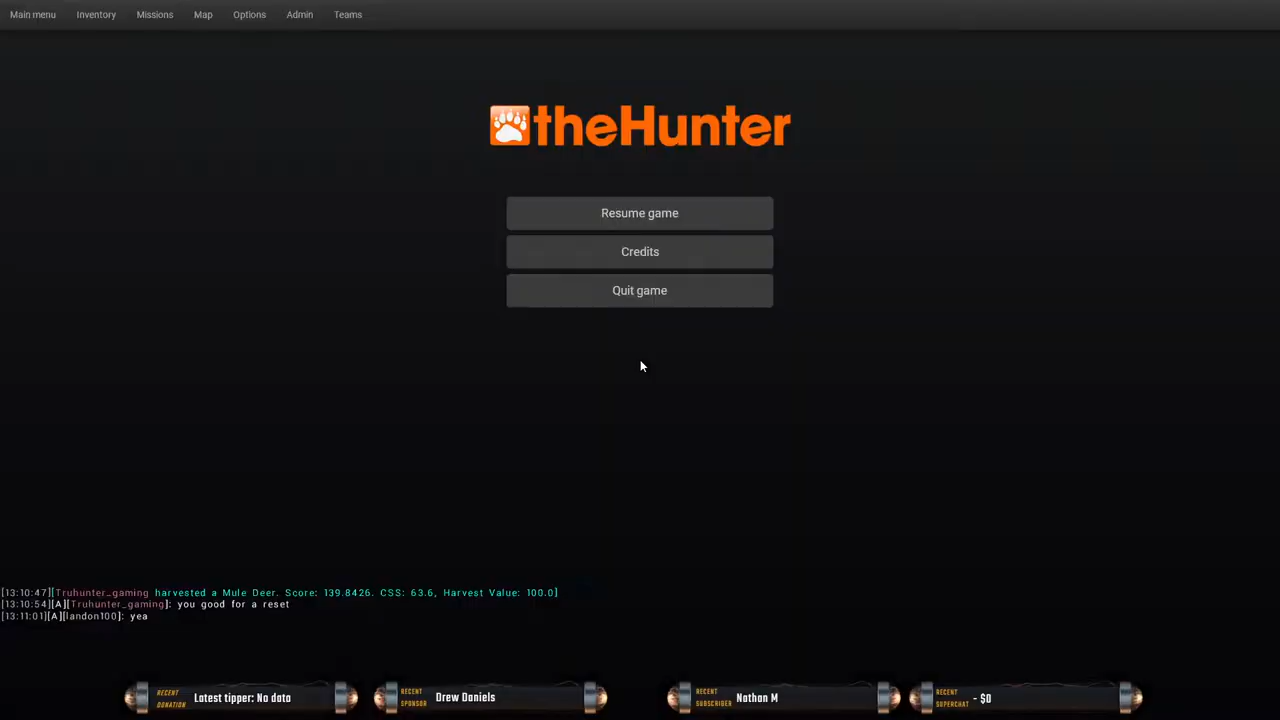 Main menu Inventory Missions Map Options Admin Teams
theHunter
Resume game
Credits
Quit game
[13:10:47][Truhunter_gaming harvested a Mule Deer. Score: 139.8426. CSS: 63.6, Harvest Value: 100.0]
[13:10:54][A][Truhunter_gaming]: you good for a reset
[13:11:01][A][landon100]: yea
RECENT DONATION Latest tipper: No data
RECENT SPONSOR Drew Daniels
RECENT SUBSCRIBER Nathan M
RECENT SUPERCHAT - $0